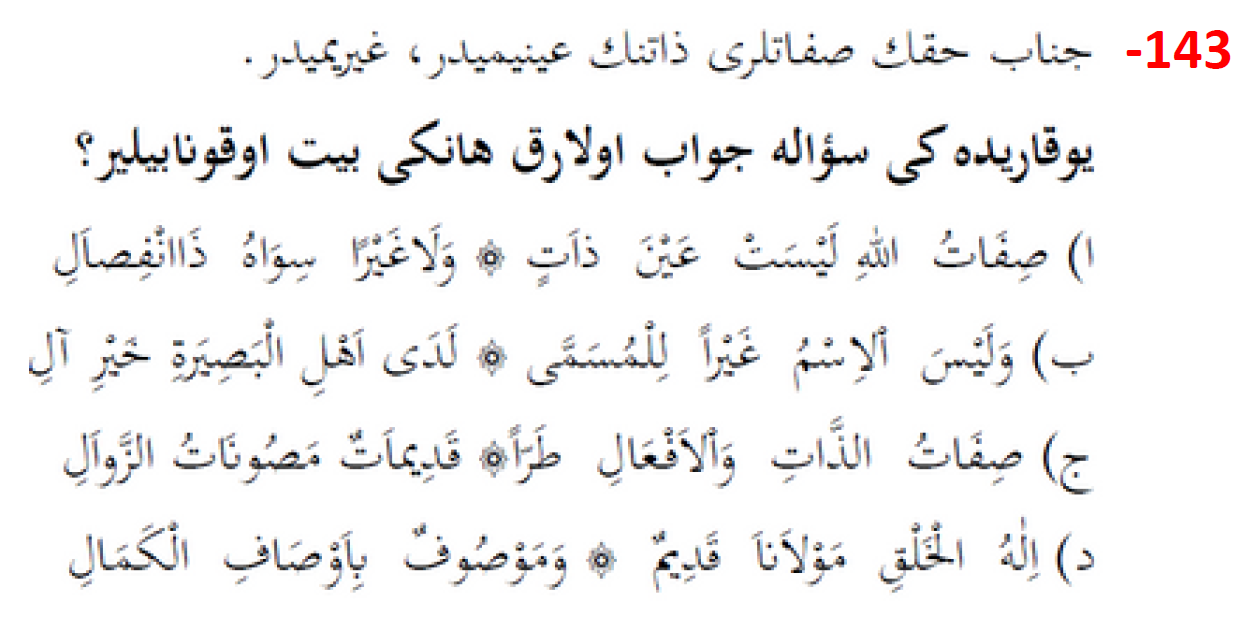 143- جناب حقك صفاتلرى ذاتنك عينيميدر، غيريميدر.
يوقاريده كى سؤاله جواب اولارق هانكى بيت اوقونابيلير؟
ا) صِفَاتُ اللهِ لَيْسَتْ عَيْنَ ذَاتٍ ۞ وَلَاغَيْرًا سِوَاهُ ذَاانْفِصَالِ
ب) وَلَيْسَ اْلاِسْمُ غَيْراً لِلْمُسَمَّى ۞ لَدَى اَهْلِ الْبَصِيَرةِ خَيْرِ آلِ
ج) صِفَاتُ الذَّاتِ وَاْلاَفْعَالِ طَرّاً ۞ قَدِيمَاتٌ مَصُونَاتُ الزَّوَالِ
د) اِلٰهُ الْخَلْقِ مَوْلَانَا قَدِيمٌ ۞ وَمَوْصُوفٌ بِاَوْصَافِ الْكَمَالِ